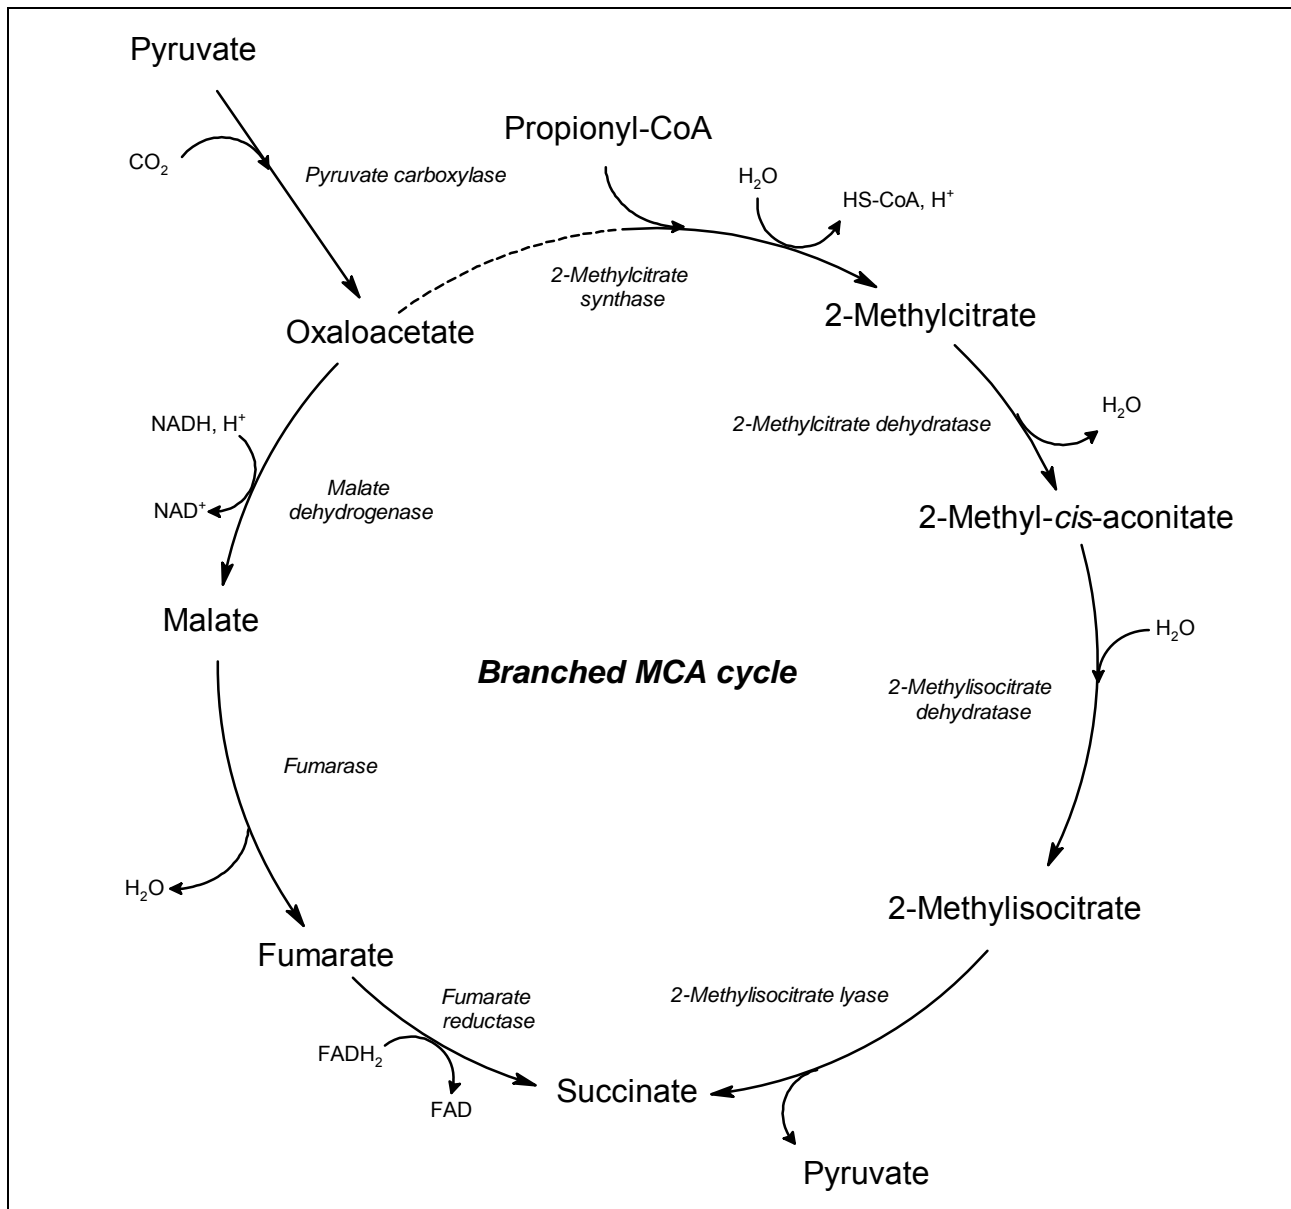 Pyruvate
Propionyl-CoA
CO₂
Pyruvate carboxylase
H₂O
HS-CoA, H⁺
2-Methylcitrate
synthase
Oxaloacetate
2-Methylcitrate
NADH, H⁺
2-Methylcitrate dehydratase
H₂O
Malate
dehydrogenase
NAD⁺
2-Methyl-cis-aconitate
Malate
H₂O
Branched MCA cycle
2-Methylisocitrate
dehydratase
Fumarase
H₂O
2-Methylisocitrate
Fumarate
Fumarate
reductase
2-Methylisocitrate lyase
FADH₂
FAD
Succinate
Pyruvate